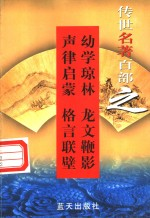 传世名著百部之
幼学琼林 龙文鞭影
声律启蒙 格言联璧
蓝天出版社